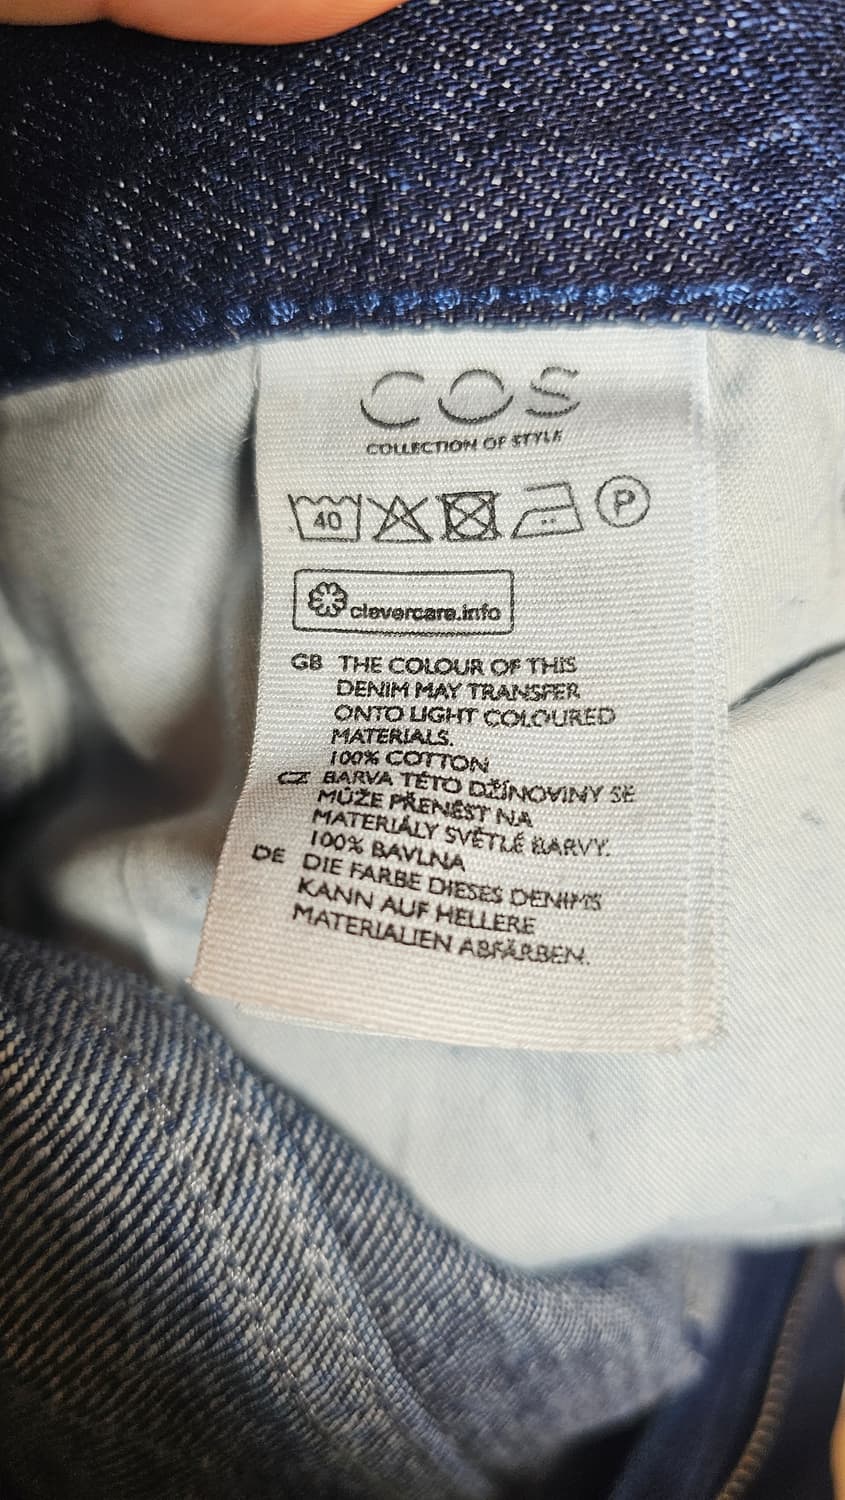 COS
COLLECTION OF STYLE
40 P
clevercare.info
GB THE COLOUR OF THIS
DENIM MAY TRANSFER
ONTO LIGHT COLOURED
MATERIALS.
100% COTTON
CZ BARVA TÉTO DŽÍNOVINY SE
MŮŽE PŘENÉST NA
MATERIÁLY SVĚTLÉ BARVY.
100% BAVLNA
DE DIE FARBE DIESES DENIMS
KANN AUF HELLERE
MATERIALIEN ABFÄRBEN.